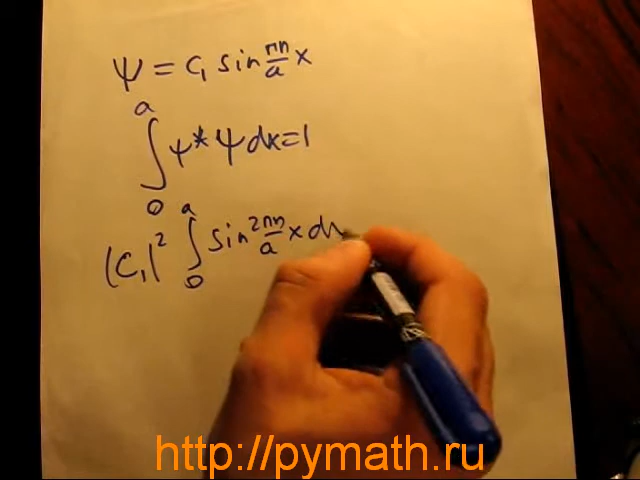 ψ = C₁ sin πn/a x
∫₀ᵃ ψ* ψ dx = 1
(C₁)² ∫₀ᵃ sin² πn/a x dx
http://pymath.ru